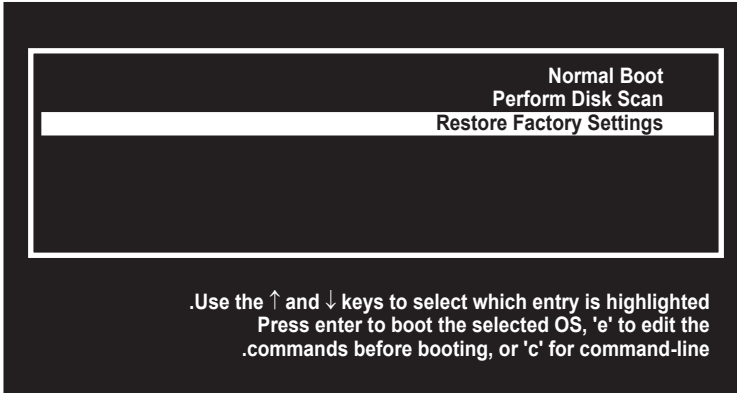 Normal Boot
Perform Disk Scan
Restore Factory Settings
.Use the ↑ and ↓ keys to select which entry is highlighted
Press enter to boot the selected OS, 'e' to edit the
.commands before booting, or 'c' for command-line